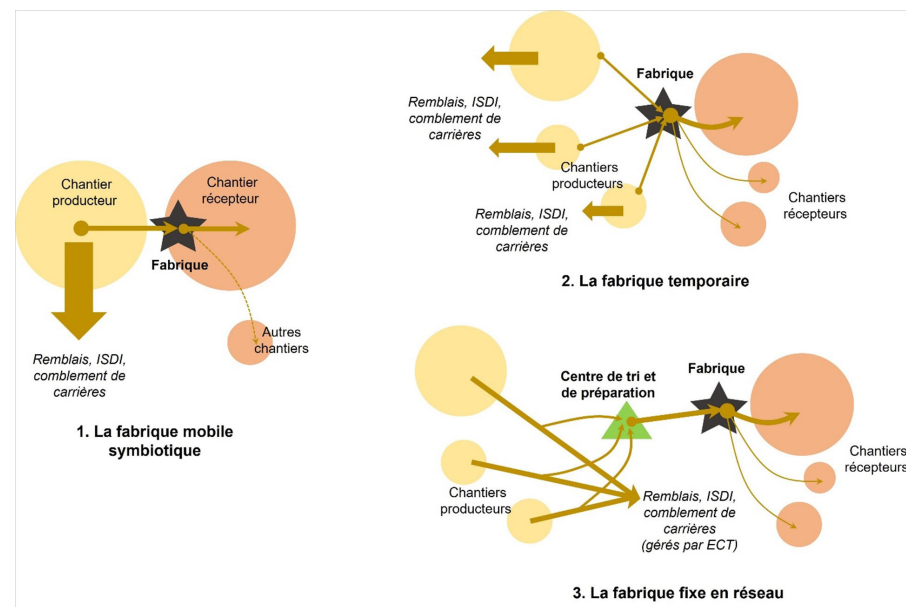 Chantier
producteur
Chantier
récepteur
Fabrique
Autres
chantiers
Remblais, ISDI,
comblement de
carrières
1. La fabrique mobile
symbiotique
Fabrique
Remblais, ISDI,
comblement de
carrières
Chantiers
producteurs
Remblais, ISDI,
comblement de
carrières
Chantiers
récepteurs
2. La fabrique temporaire
Centre de tri et
de préparation
Fabrique
Chantiers
récepteurs
Chantiers
producteurs
Remblais, ISDI,
comblement de
carrières
(gérés par ECT)
3. La fabrique fixe en réseau